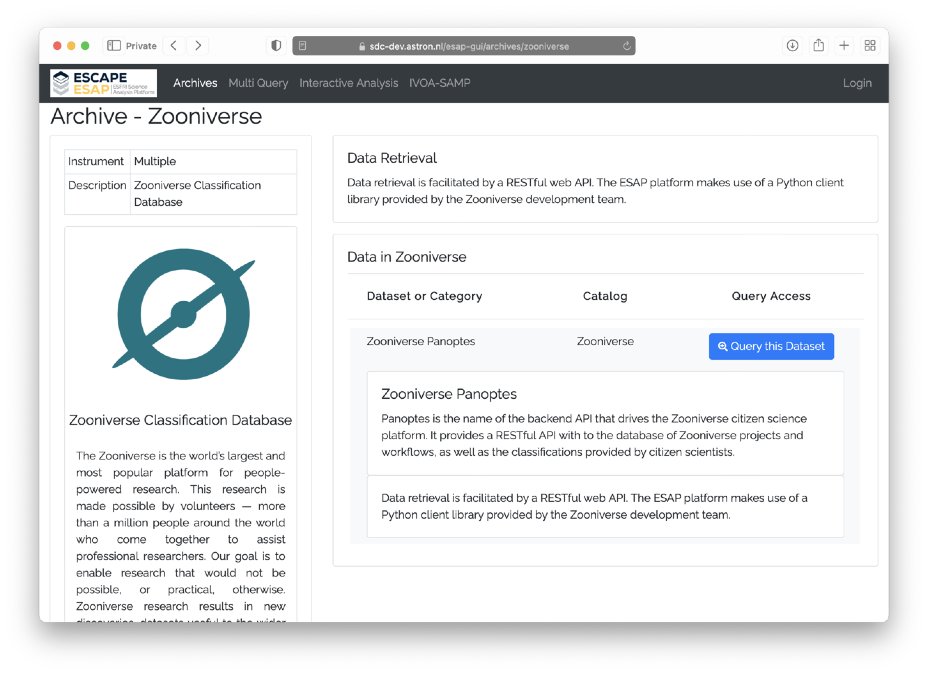 Private
sdc-dev.astron.nl/esap-gui/archives/zooniverse
ESCAPE
ESAP
ESFRI Science
Analysis Platform
Archives Multi Query Interactive Analysis IVOA-SAMP Login
Archive - Zooniverse
Instrument Multiple
Description Zooniverse Classification
Database
Zooniverse Classification Database
The Zooniverse is the world's largest and
most popular platform for people-
powered research. This research is
made possible by volunteers — more
than a million people around the world
who come together to assist
professional researchers. Our goal is to
enable research that would not be
possible, or practical, otherwise.
Zooniverse research results in new
discoveries, datasets useful to the wider
Data Retrieval
Data retrieval is facilitated by a RESTful web API. The ESAP platform makes use of a Python client
library provided by the Zooniverse development team.
Data in Zooniverse
Dataset or Category Catalog Query Access
Zooniverse Panoptes Zooniverse Query this Dataset
Zooniverse Panoptes
Panoptes is the name of the backend API that drives the Zooniverse citizen science
platform. It provides a RESTful API with to the database of Zooniverse projects and
workflows, as well as the classifications provided by citizen scientists.
Data retrieval is facilitated by a RESTful web API. The ESAP platform makes use of a
Python client library provided by the Zooniverse development team.